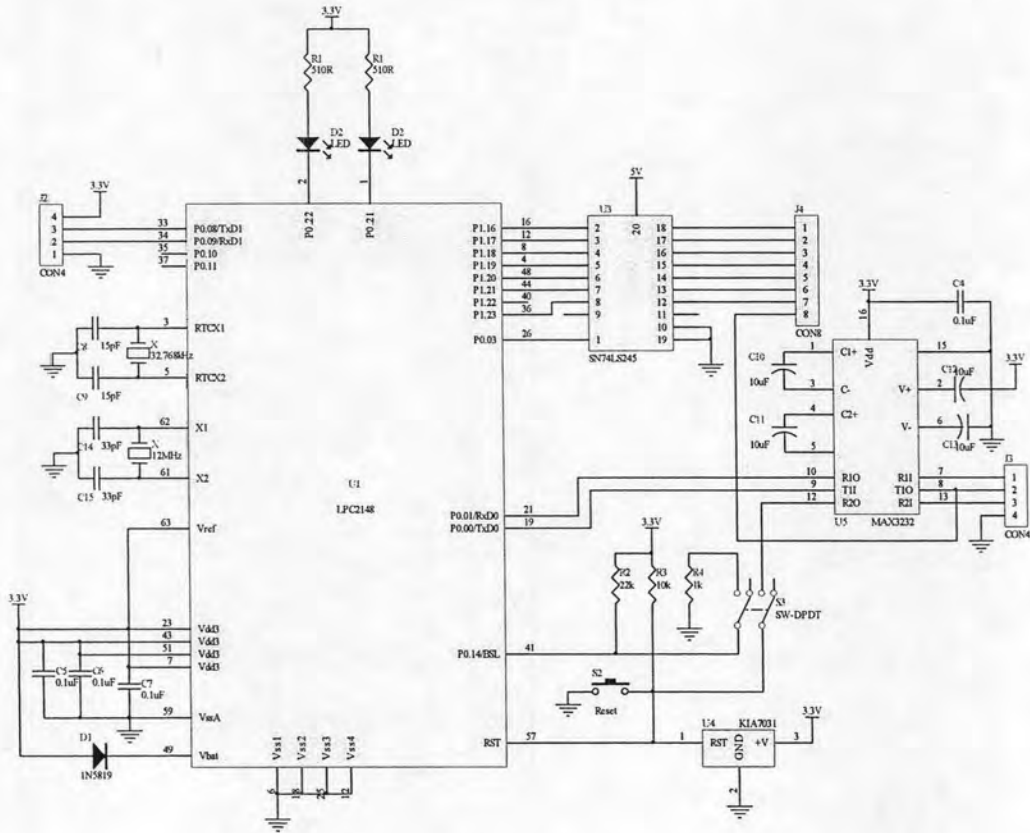 3.3V
R1
510R
R1
510R
D2
LED
D2
LED
2
1
P0.22
P0.21
J2
4
3
2
1
CON4
3.3V
33
34
35
37
P0.08/TxD1
P0.09/RxD1
P0.10
P0.11
C8
15pF
C9
15pF
X
32.768kHz
3
5
RTCX1
RTCX2
C14
33pF
C15
33pF
X
12MHz
62
61
X1
X2
63
Vref
U1
LPC2148
3.3V
23
43
51
7
Vdd3
Vdd3
Vdd3
Vdd3
C5
0.1uF
C6
0.1uF
C7
0.1uF
59
VssA
D1
1N5819
49
Vbat
Vss1
Vss2
Vss3
Vss4
6
18
25
12
P1.16
P1.17
P1.18
P1.19
P1.20
P1.21
P1.22
P1.23
P0.03
16
12
8
4
48
44
40
36
26
5V
U3
20
2
3
4
5
6
7
8
9
1
18
17
16
15
14
13
12
11
10
19
SN74LS245
J4
1
2
3
4
5
6
7
8
CON8
3.3V
C4
0.1uF
16
VDD
C10
10uF
C11
10uF
1
3
4
5
10
9
12
C1+
C-
C2+
R1O
T1I
R2O
15
2
6
7
8
13
V+
V-
R1I
T1O
R2I
C12
10uF
3.3V
C13
10uF
U5
MAX3232
J3
1
2
3
4
CON4
P0.01/RxD0
P0.00/TxD0
21
19
3.3V
R2
22k
R3
10k
R4
1k
S3
SW-DPDT
P0.14/BSL
41
S2
Reset
RST
57
U4
KIA7031
1
RST
GND
+V
3
2
3.3V